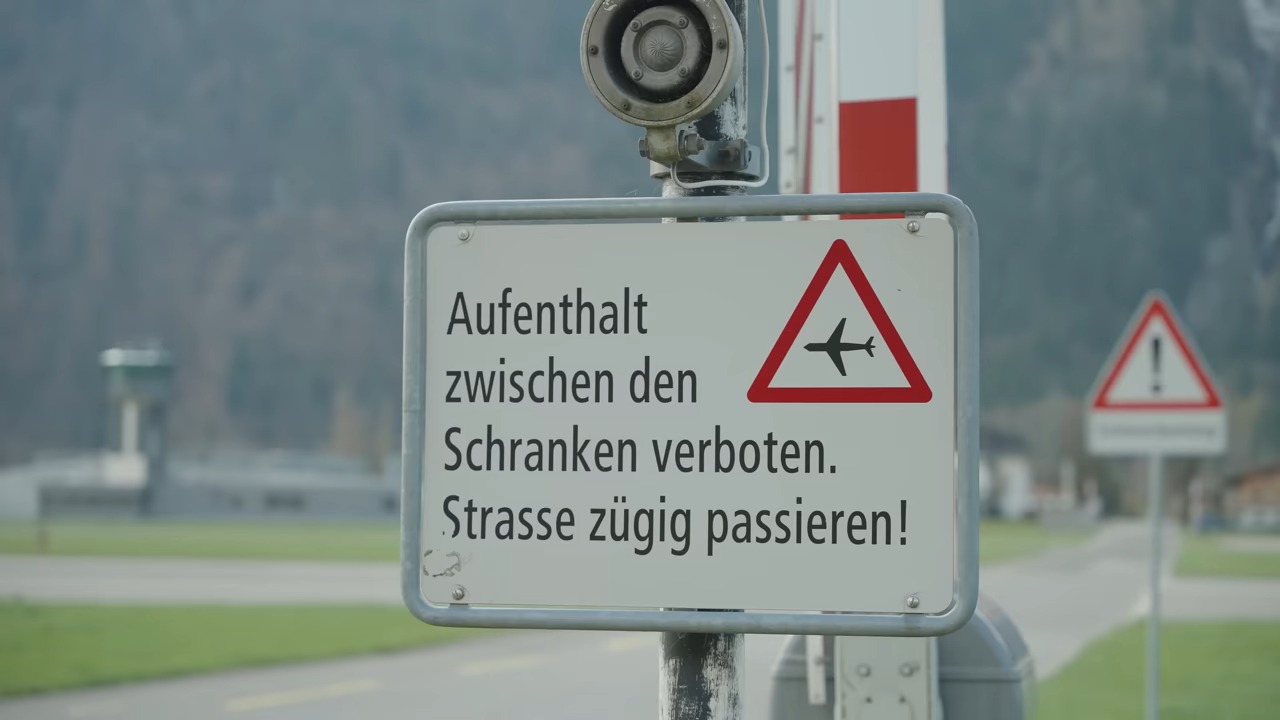 Aufenthalt
zwischen den
Schranken verboten.
Strasse zügig passieren!